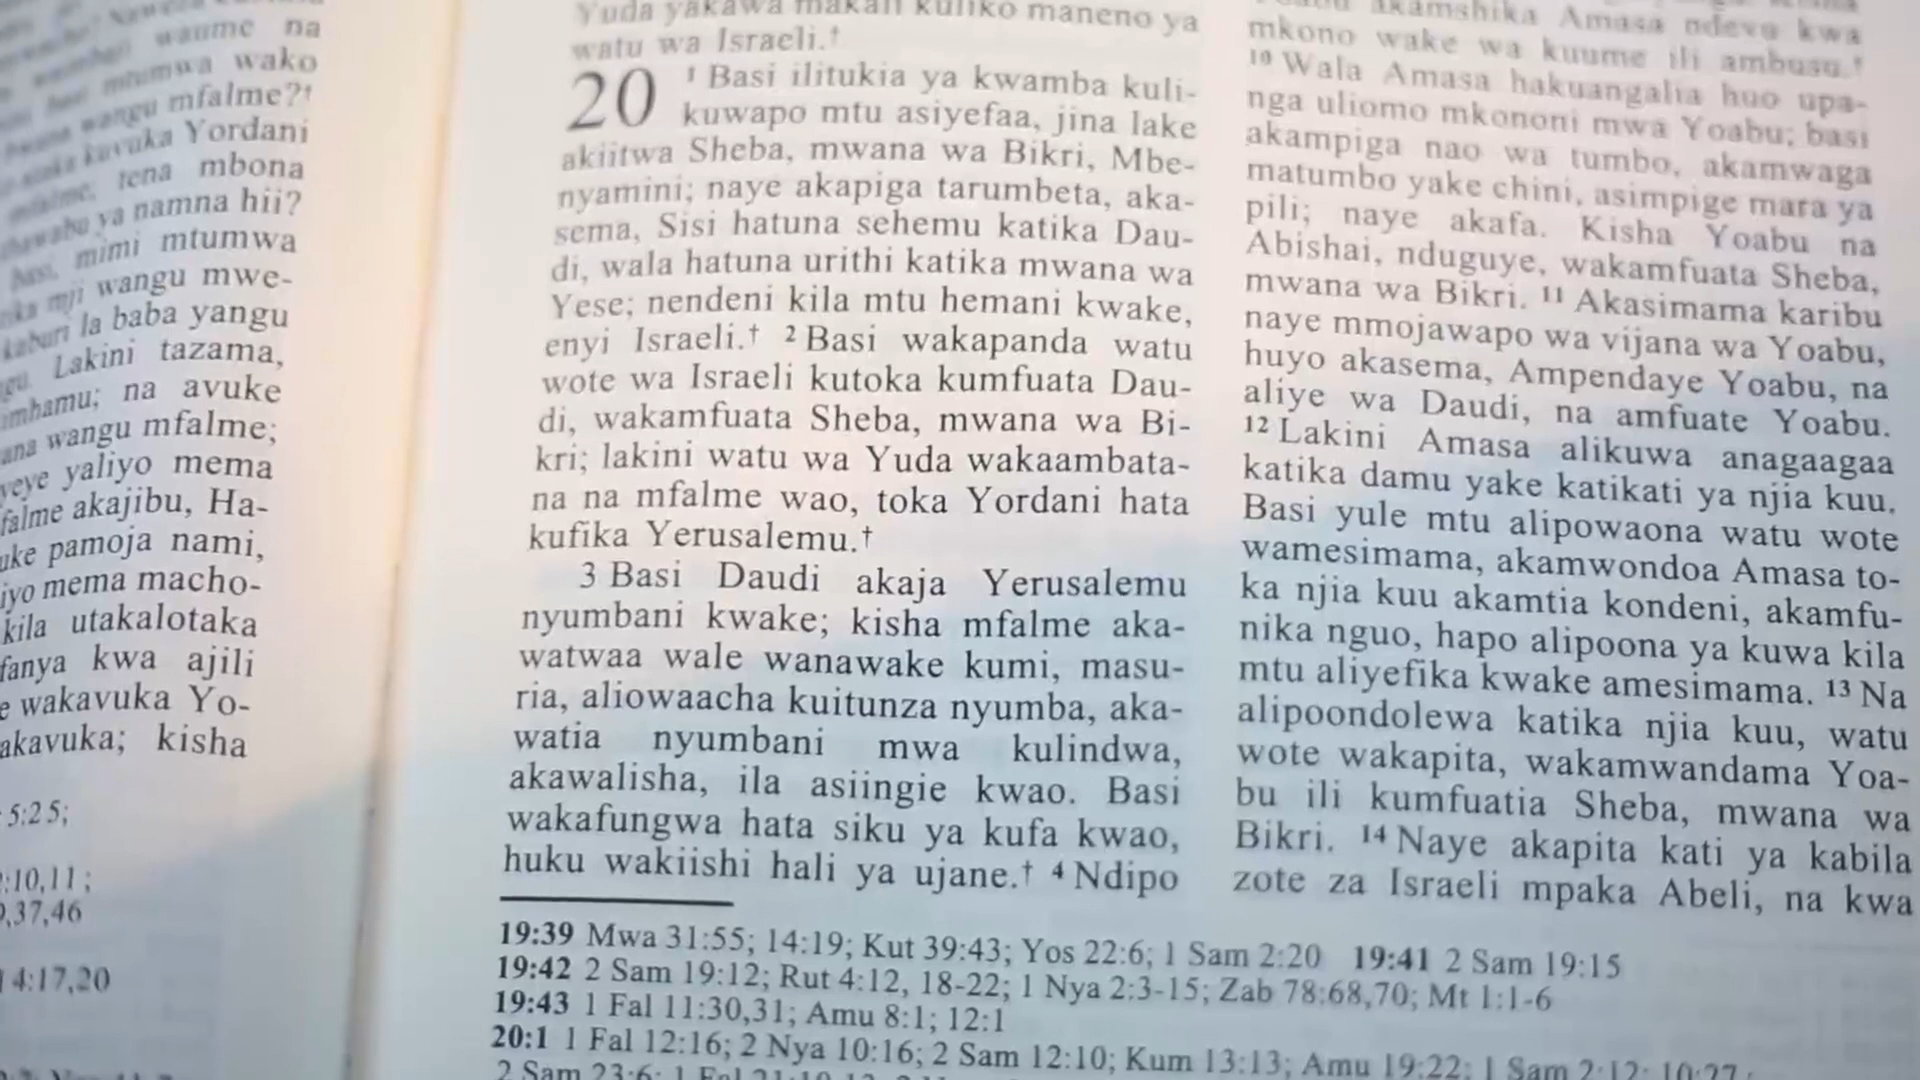 waume na
mtumwa wako
wangu mfalme?†
kuvuka Yordani
mfalme; tena mbona
ya namna hii?
basi, mimi mtumwa
mji wangu mwe-
kaburi la baba yangu
Lakini tazama,
na avuke
wangu mfalme;
yaliyo mema
akajibu, Ha-
pamoja nami,
mema macho-
kila utakalotaka
kwa ajili
wakavuka Yo-
kisha
5:25;
:10,11;
,37,46
14:17,20
Yuda yakawa makali kuliko maneno ya
watu wa Israeli.†
20 1 Basi ilitukia ya kwamba kuli-
kuwapo mtu asiyefaa, jina lake
akiitwa Sheba, mwana wa Bikri, Mbe-
nyamini; naye akapiga tarumbeta, aka-
sema, Sisi hatuna sehemu katika Dau-
di, wala hatuna urithi katika mwana wa
Yese; nendeni kila mtu hemani kwake,
enyi Israeli.† 2 Basi wakapanda watu
wote wa Israeli kutoka kumfuata Dau-
di, wakamfuata Sheba, mwana wa Bi-
kri; lakini watu wa Yuda wakaambata-
na na mfalme wao, toka Yordani hata
kufika Yerusalemu.†
3 Basi Daudi akaja Yerusalemu
nyumbani kwake; kisha mfalme aka-
watwaa wale wanawake kumi, masu-
ria, aliowaacha kuitunza nyumba, aka-
watia nyumbani mwa kulindwa,
akawalisha, ila asiingie kwao. Basi
wakafungwa hata siku ya kufa kwao,
huku wakiishi hali ya ujane.† 4 Ndipo
akamshika Amasa ndevu kwa
mkono wake wa kuume ili ambusu.†
10 Wala Amasa hakuangalia huo upa-
nga uliomo mkononi mwa Yoabu; basi
akampiga nao wa tumbo, akamwaga
matumbo yake chini, asimpige mara ya
pili; naye akafa. Kisha Yoabu na
Abishai, nduguye, wakamfuata Sheba,
mwana wa Bikri. 11 Akasimama karibu
naye mmojawapo wa vijana wa Yoabu,
huyo akasema, Ampendaye Yoabu, na
aliye wa Daudi, na amfuate Yoabu.
12 Lakini Amasa alikuwa anagaagaa
katika damu yake katikati ya njia kuu.
Basi yule mtu alipowaona watu wote
wamesimama, akamwondoa Amasa to-
ka njia kuu akamtia kondeni, akamfu-
nika nguo, hapo alipoona ya kuwa kila
mtu aliyefika kwake amesimama. 13 Na
alipoondolewa katika njia kuu, watu
wote wakapita, wakamwandama Yoa-
bu ili kumfuatia Sheba, mwana wa
Bikri. 14 Naye akapita kati ya kabila
zote za Israeli mpaka Abeli, na kwa
19:39 Mwa 31:55; 14:19; Kut 39:43; Yos 22:6; 1 Sam 2:20 19:41 2 Sam 19:15
19:42 2 Sam 19:12; Rut 4:12, 18-22; 1 Nya 2:3-15; Zab 78:68,70; Mt 1:1-6
19:43 1 Fal 11:30,31; Amu 8:1; 12:1
20:1 1 Fal 12:16; 2 Nya 10:16; 2 Sam 12:10; Kum 13:13; Amu 19:22; 1 Sam 2:12; 10:27;
2 Sam 23:6;